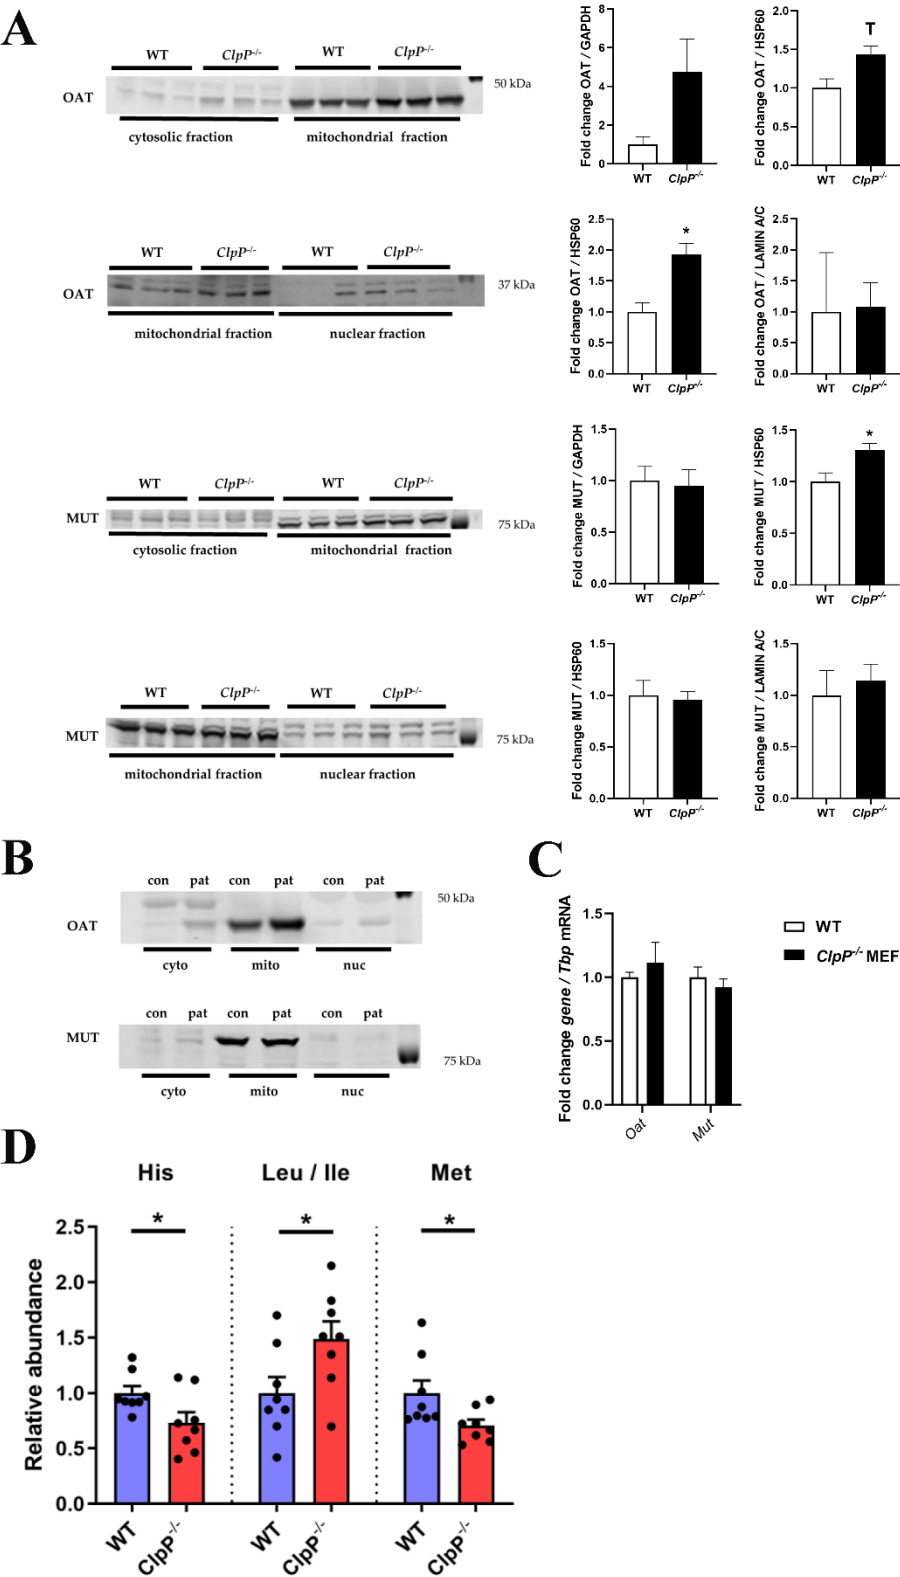 A
WT
ClpP-/-
WT
ClpP-/-
OAT
50 kDa
cytosolic fraction
mitochondrial fraction
Fold change OAT / GAPDH
8
6
4
2
0
WT
ClpP-/-
Fold change OAT / HSP60
2.0
1.5
1.0
0.5
0.0
T
WT
ClpP-/-
WT
ClpP-/-
WT
ClpP-/-
OAT
37 kDa
mitochondrial fraction
nuclear fraction
Fold change OAT / HSP60
2.5
2.0
1.5
1.0
0.5
0.0
*
WT
ClpP-/-
Fold change OAT / LAMIN A/C
2.5
2.0
1.5
1.0
0.5
0.0
WT
ClpP-/-
WT
ClpP-/-
WT
ClpP-/-
MUT
75 kDa
cytosolic fraction
mitochondrial fraction
Fold change MUT / GAPDH
1.5
1.0
0.5
0.0
WT
ClpP-/-
Fold change MUT / HSP60
1.5
1.0
0.5
0.0
*
WT
ClpP-/-
WT
ClpP-/-
WT
ClpP-/-
MUT
75 kDa
mitochondrial fraction
nuclear fraction
Fold change MUT / HSP60
1.5
1.0
0.5
0.0
WT
ClpP-/-
Fold change MUT / LAMIN A/C
1.5
1.0
0.5
0.0
WT
ClpP-/-
B
con pat con pat con pat
50 kDa
OAT
cyto mito nuc
con pat con pat con pat
MUT
75 kDa
cyto mito nuc
C
Fold change gene / Tbp mRNA
1.5
1.0
0.5
0.0
Oat
Mut
WT
ClpP-/- MEF
D
His
Leu / Ile
Met
* * *
Relative abundance
2.5
2.0
1.5
1.0
0.5
0.0
WT
ClpP-/-
WT
ClpP-/-
WT
ClpP-/-